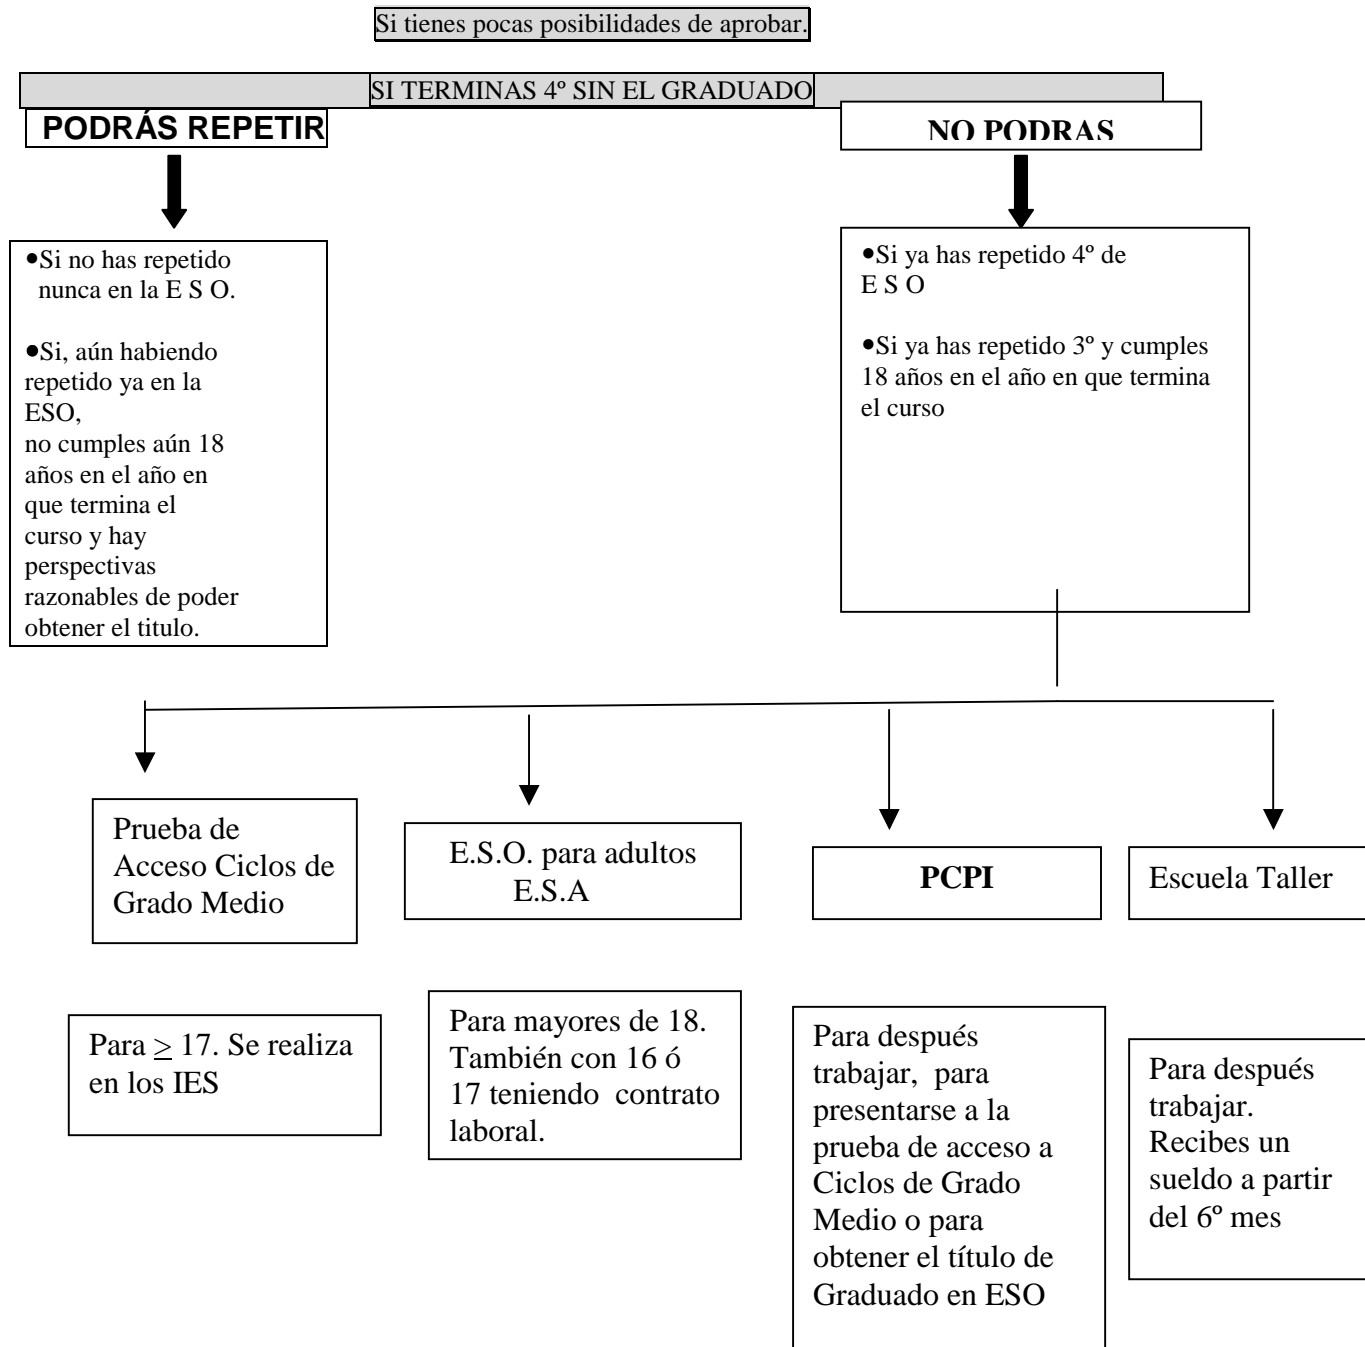 Si tienes pocas posibilidades de aprobar.
SI TERMINAS 4º SIN EL GRADUADO
PODRÁS REPETIR
NO PODRAS
●Si no has repetido
nunca en la E S O.
●Si, aún habiendo
repetido ya en la
ESO,
no cumples aún 18
años en el año en
que termina el
curso y hay
perspectivas
razonables de poder
obtener el titulo.
●Si ya has repetido 4º de
E S O
●Si ya has repetido 3º y cumples
18 años en el año en que termina
el curso
Prueba de
Acceso Ciclos de
Grado Medio
E.S.O. para adultos
E.S.A
PCPI
Escuela Taller
Para ≥ 17. Se realiza
en los IES
Para mayores de 18.
También con 16 ó
17 teniendo contrato
laboral.
Para después
trabajar, para
presentarse a la
prueba de acceso a
Ciclos de Grado
Medio o para
obtener el título de
Graduado en ESO
Para después
trabajar.
Recibes un
sueldo a partir
del 6º mes